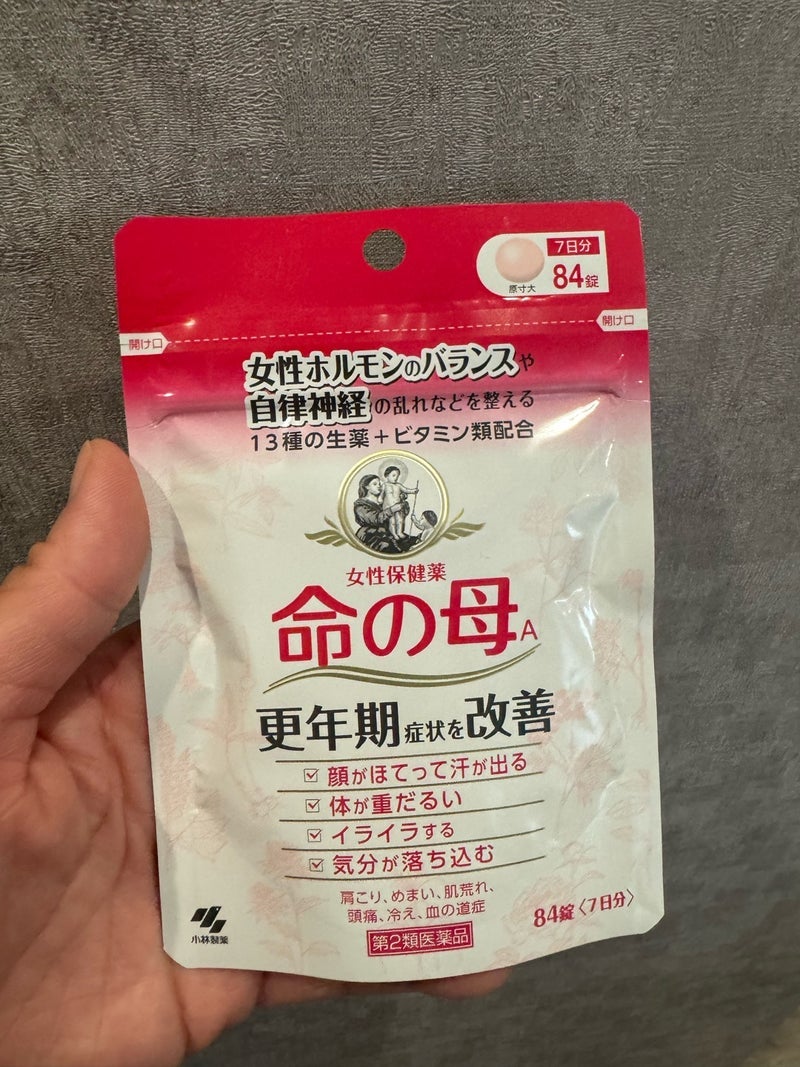 7日分
84錠
原寸大
開け口
開け口
女性ホルモンのバランスや
自律神経の乱れなどを整える
13種の生薬+ビタミン類配合
女性保健薬
命の母A
更年期症状を改善
顔がほてって汗が出る
体が重だるい
イライラする
気分が落ち込む
肩こり、めまい、肌荒れ、
頭痛、冷え、血の道症
84錠〈7日分〉
第2類医薬品
小林製薬